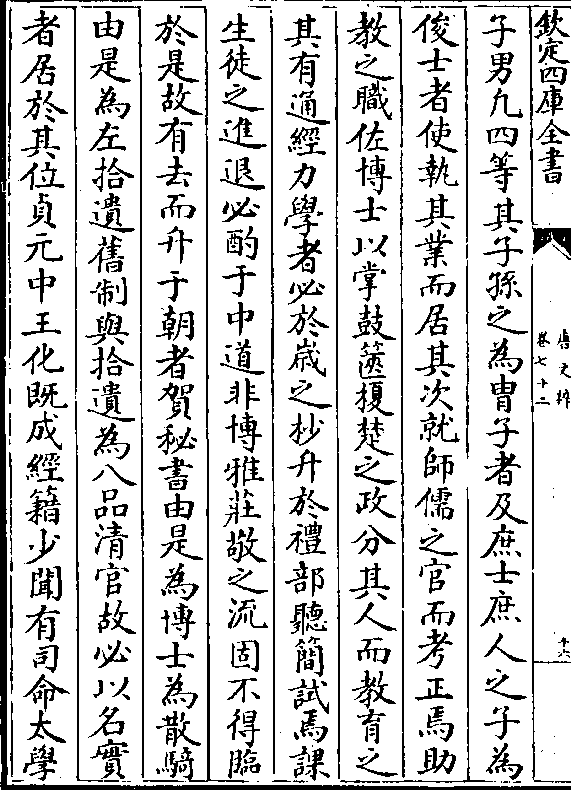 欽定四庫全書
唐文粹
卷七十二
十六
子男凡四等其子孫之為胄子者及庶士庶人之子為
俊士者使執其業而居其次就師儒之官而考正焉助
教之職佐博士以掌鼓篋榎楚之政分其人而教育之
其有通經力學者必於嵗之杪升於禮部聽簡試焉課
生徒之進退必酌于中道非博雅莊敬之流固不得臨
於是故有去而升于朝者賀秘書由是為博士為散騎
由是為左拾遺舊制與拾遺為八品清官故必以名實
者居於其位貞元中王化既成經籍少聞有司命太學